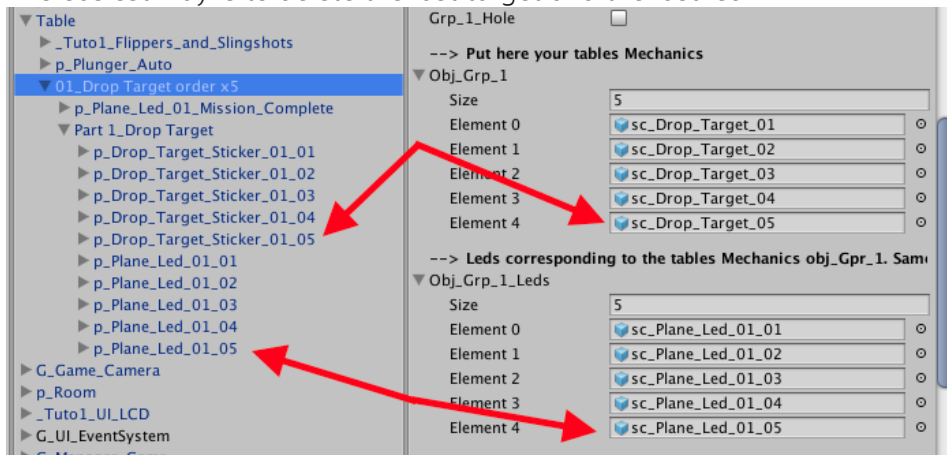 Table
_Tuto1_Flippers_and_Slingshots
p_Plunger_Auto
01_Drop Target order x5
p_Plane_Led_01_Mission_Complete
Part 1_Drop Target
p_Drop_Target_Sticker_01_01
p_Drop_Target_Sticker_01_02
p_Drop_Target_Sticker_01_03
p_Drop_Target_Sticker_01_04
p_Drop_Target_Sticker_01_05
p_Plane_Led_01_01
p_Plane_Led_01_02
p_Plane_Led_01_03
p_Plane_Led_01_04
p_Plane_Led_01_05
G_Game_Camera
p_Room
_Tuto1_UI_LCD
G_UI_EventSystem
Grp_1_Hole
--> Put here your tables Mechanics
Obj_Grp_1
Size 5
Element 0 sc_Drop_Target_01
Element 1 sc_Drop_Target_02
Element 2 sc_Drop_Target_03
Element 3 sc_Drop_Target_04
Element 4 sc_Drop_Target_05
--> Leds corresponding to the tables Mechanics obj_Gpr_1. Same
Obj_Grp_1_Leds
Size 5
Element 0 sc_Plane_Led_01_01
Element 1 sc_Plane_Led_01_02
Element 2 sc_Plane_Led_01_03
Element 3 sc_Plane_Led_01_04
Element 4 sc_Plane_Led_01_05